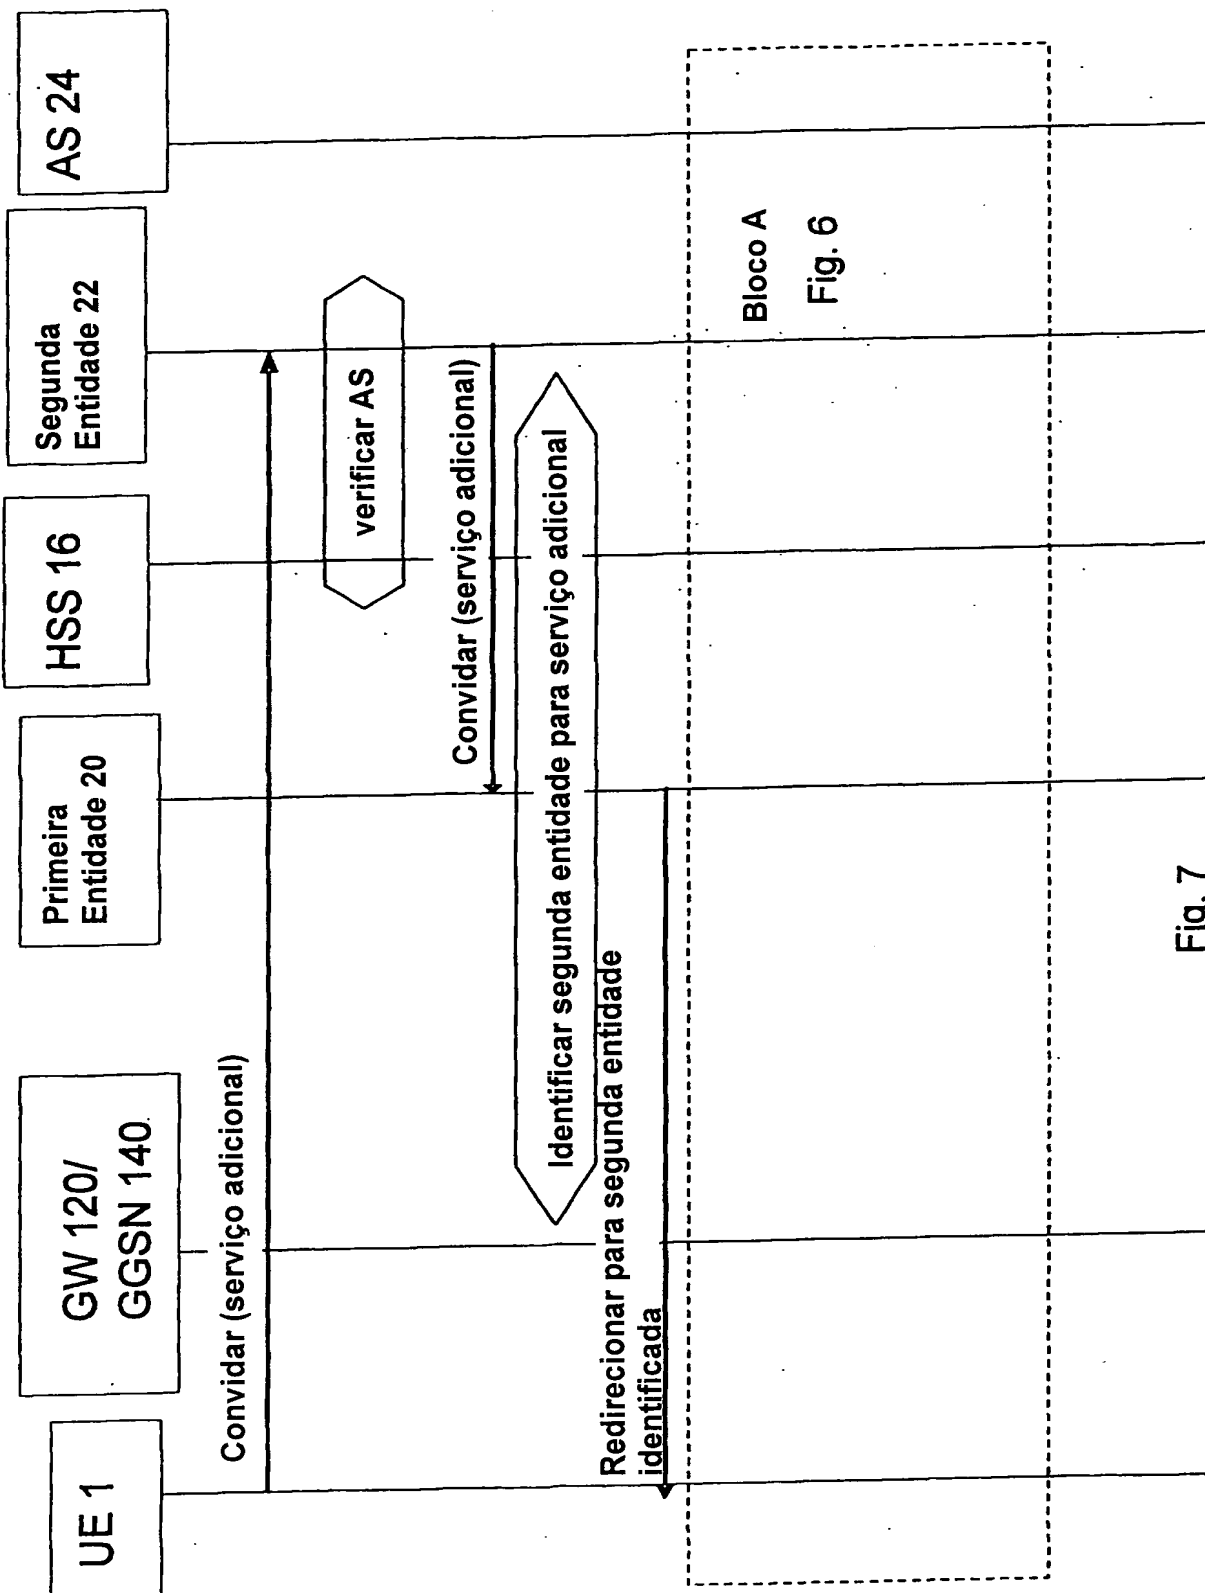 UE 1
GW 120/
GGSN 140
Primeira
Entidade 20
HSS 16
Segunda
Entidade 22
AS 24
Convidar (serviço adicional)
verificar AS
Convidar (serviço adicional)
Identificar segunda entidade para serviço adicional
Redirecionar para segunda entidade
identificada
Bloco A
Fig. 6
Fig. 7